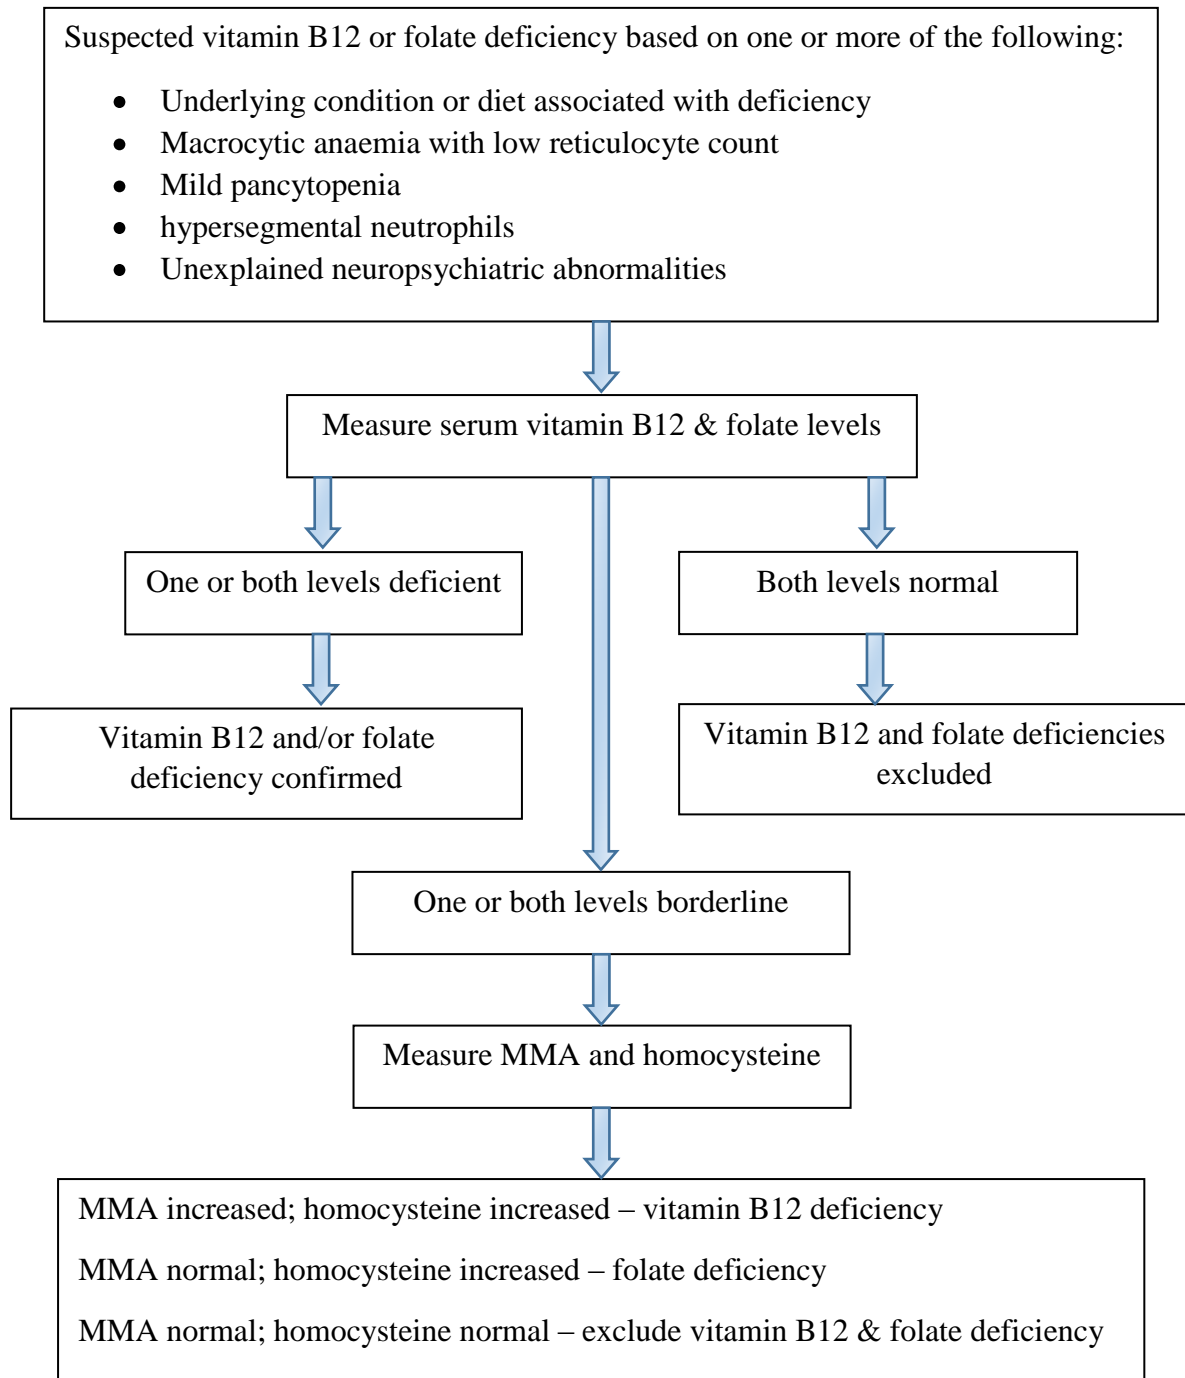 Suspected vitamin B12 or folate deficiency based on one or more of the following:
• Underlying condition or diet associated with deficiency
• Macrocytic anaemia with low reticulocyte count
• Mild pancytopenia
• hypersegmental neutrophils
• Unexplained neuropsychiatric abnormalities
Measure serum vitamin B12 & folate levels
One or both levels deficient
Both levels normal
Vitamin B12 and/or folate
deficiency confirmed
Vitamin B12 and folate deficiencies
excluded
One or both levels borderline
Measure MMA and homocysteine
MMA increased; homocysteine increased – vitamin B12 deficiency
MMA normal; homocysteine increased – folate deficiency
MMA normal; homocysteine normal – exclude vitamin B12 & folate deficiency